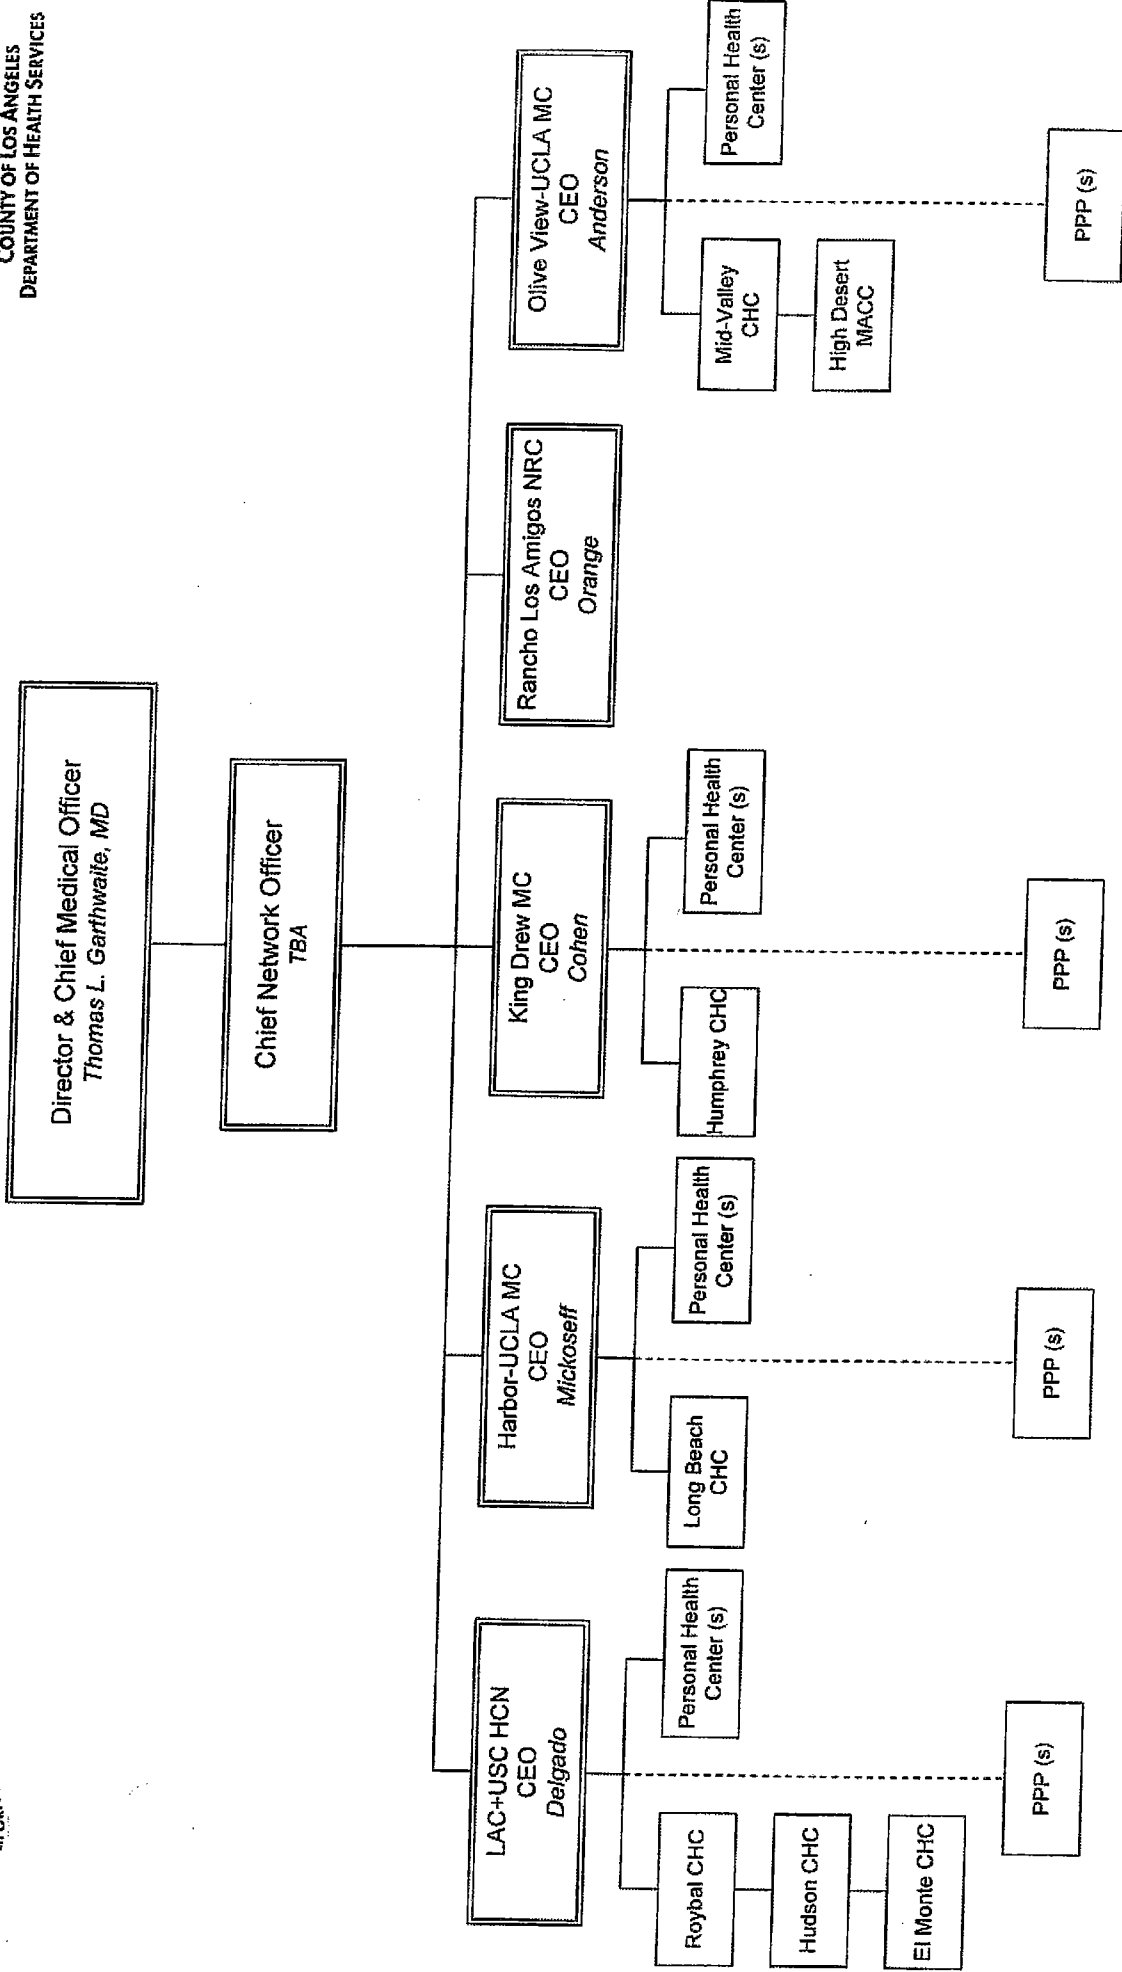 COUNTY OF LOS ANGELES
DEPARTMENT OF HEALTH SERVICES
Director & Chief Medical Officer
Thomas L. Garthwaite, MD
Chief Network Officer
TBA
LAC+USC HCN
CEO
Delgado
Harbor-UCLA MC
CEO
Mickoseff
King Drew MC
CEO
Cohen
Rancho Los Amigos NRC
CEO
Orange
Olive View-UCLA MC
CEO
Anderson
Roybal CHC
Hudson CHC
El Monte CHC
Personal Health
Center (s)
PPP (s)
Long Beach
CHC
Personal Health
Center (s)
PPP (s)
Humphrey CHC
Personal Health
Center (s)
PPP (s)
Mid-Valley
CHC
High Desert
MACC
Personal Health
Center (s)
PPP (s)